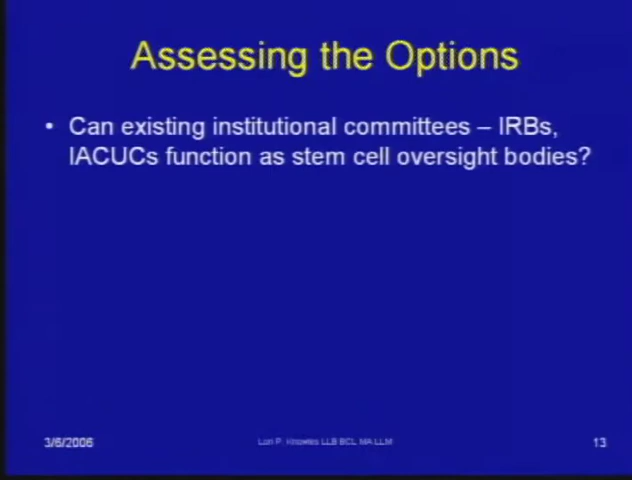 Assessing the Options
• Can existing institutional committees – IRBs,
IACUCs function as stem cell oversight bodies?
3/6/2006
Lori P. Knowles LLB BCL MA LLM
13